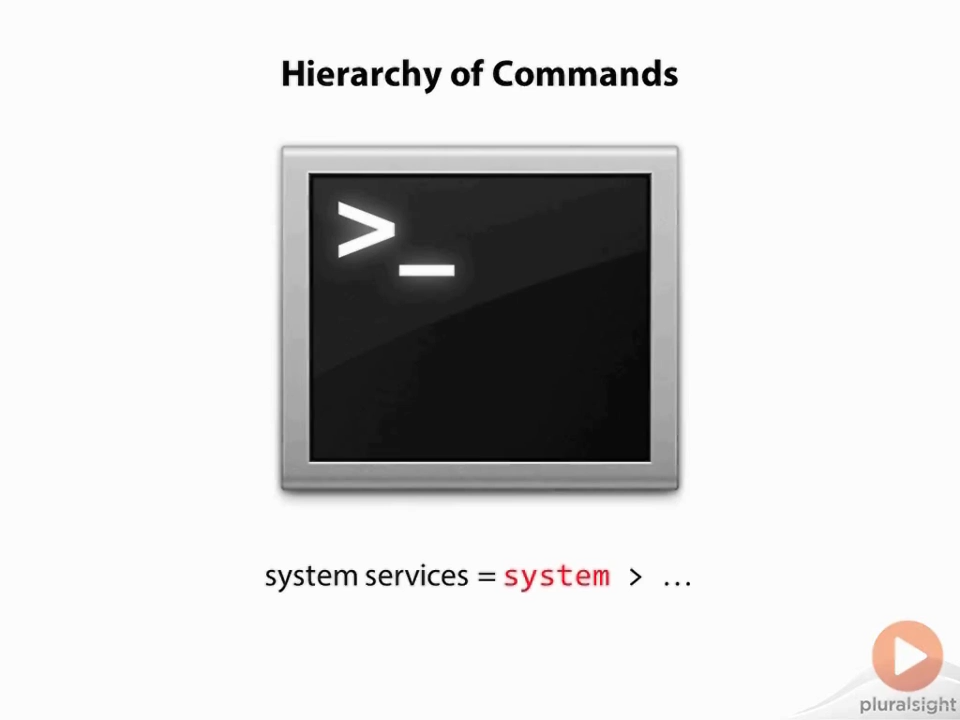 Hierarchy of Commands
>_
system services = system > …
pluralsight